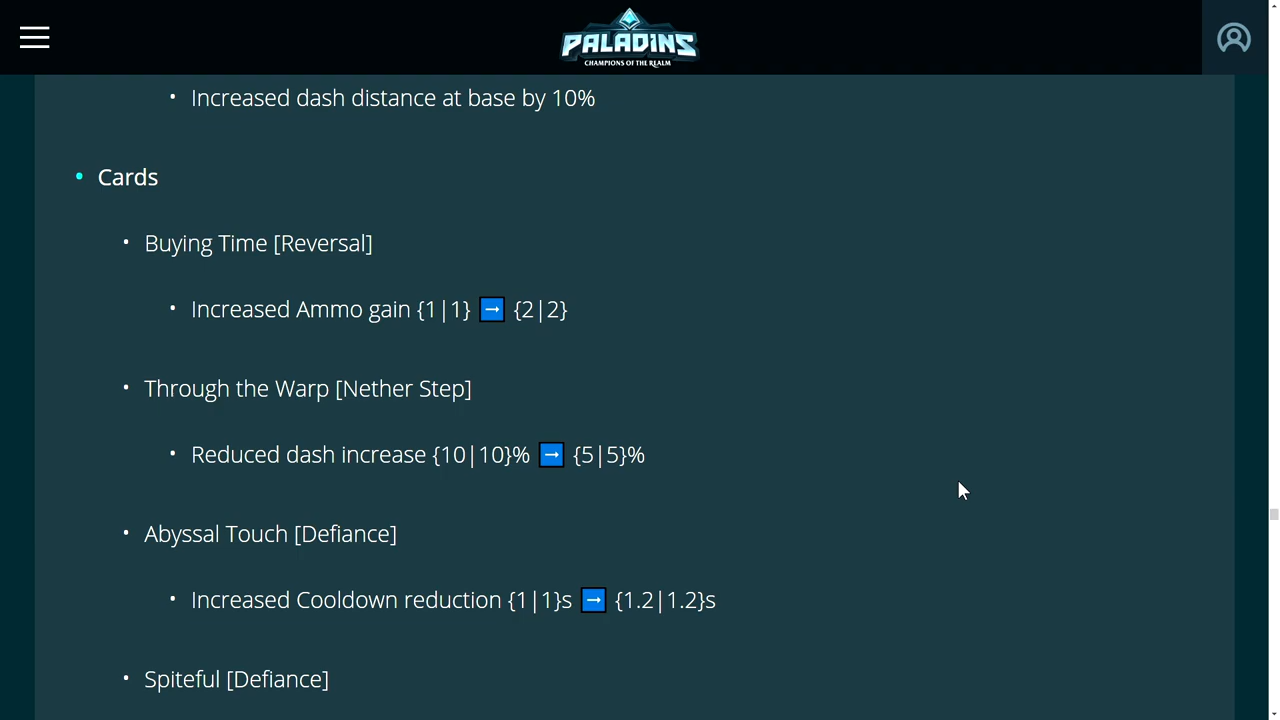 PALADINS
CHAMPIONS OF THE REALM
• Increased dash distance at base by 10%
• Cards
• Buying Time [Reversal]
• Increased Ammo gain {1|1} ➡ {2|2}
• Through the Warp [Nether Step]
• Reduced dash increase {10|10}% ➡ {5|5}%
• Abyssal Touch [Defiance]
• Increased Cooldown reduction {1|1}s ➡ {1.2|1.2}s
• Spiteful [Defiance]